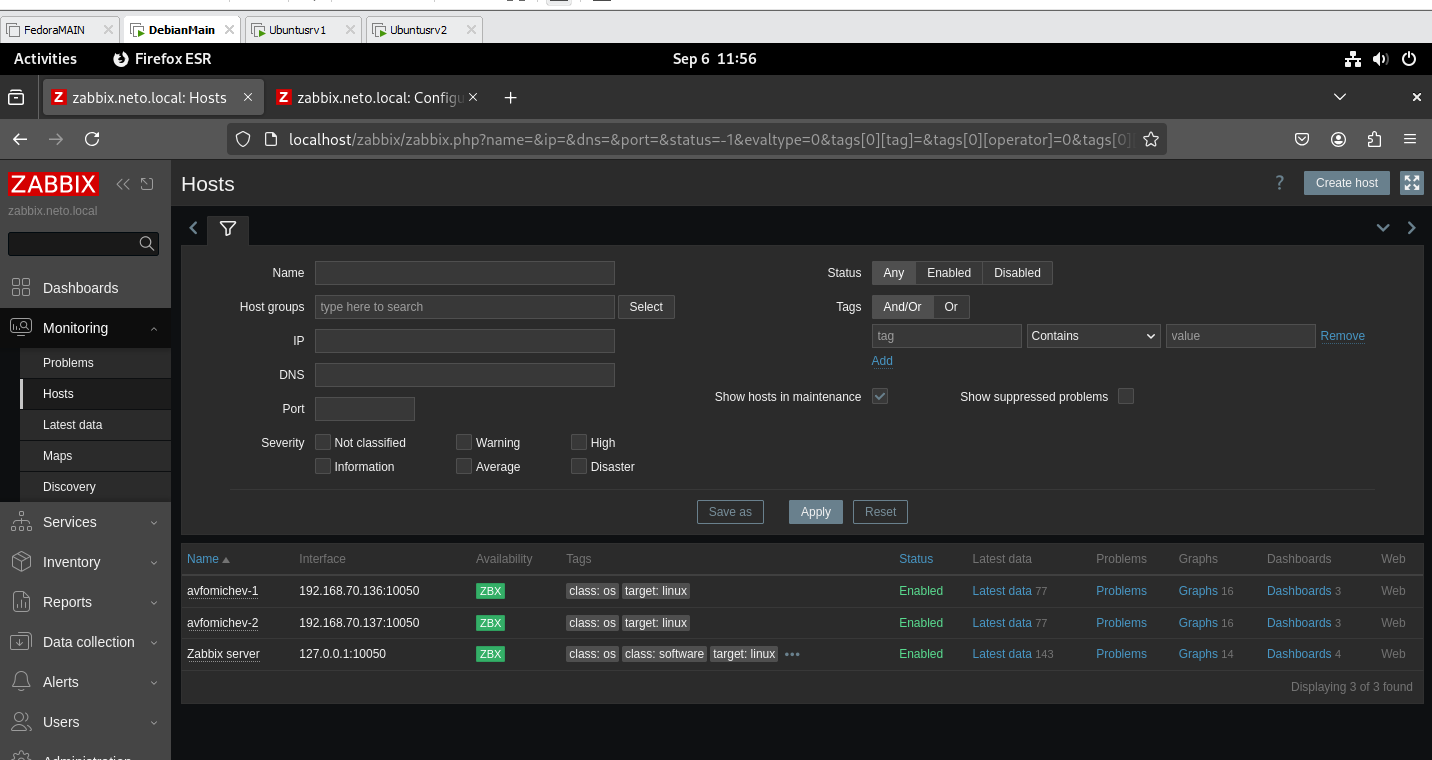 FedoraMAIN DebianMain Ubuntusrv1 Ubuntusrv2
Activities Firefox ESR Sep 6 11:56
Z zabbix.neto.local: Hosts Z zabbix.neto.local: Configu
localhost/zabbix/zabbix.php?name=&ip=&dns=&port=&status=-1&evaltype=0&tags[0][tag]=&tags[0][operator]=0&tags[0]
ZABBIX
zabbix.neto.local
Dashboards
Monitoring
Problems
Hosts
Latest data
Maps
Discovery
Services
Inventory
Reports
Data collection
Alerts
Users
Administration
Hosts ? Create host
Name
Host groups type here to search Select
IP
DNS
Port
Severity Not classified Warning High
Information Average Disaster
Status Any Enabled Disabled
Tags And/Or Or
tag Contains value Remove
Add
Show hosts in maintenance Show suppressed problems
Save as Apply Reset
Name Interface Availability Tags Status Latest data Problems Graphs Dashboards Web
avfomichev-1 192.168.70.136:10050 ZBX class: os target: linux Enabled Latest data 77 Problems Graphs 16 Dashboards 3 Web
avfomichev-2 192.168.70.137:10050 ZBX class: os target: linux Enabled Latest data 77 Problems Graphs 16 Dashboards 3 Web
Zabbix server 127.0.0.1:10050 ZBX class: os class: software target: linux ••• Enabled Latest data 143 Problems Graphs 14 Dashboards 4 Web
Displaying 3 of 3 found